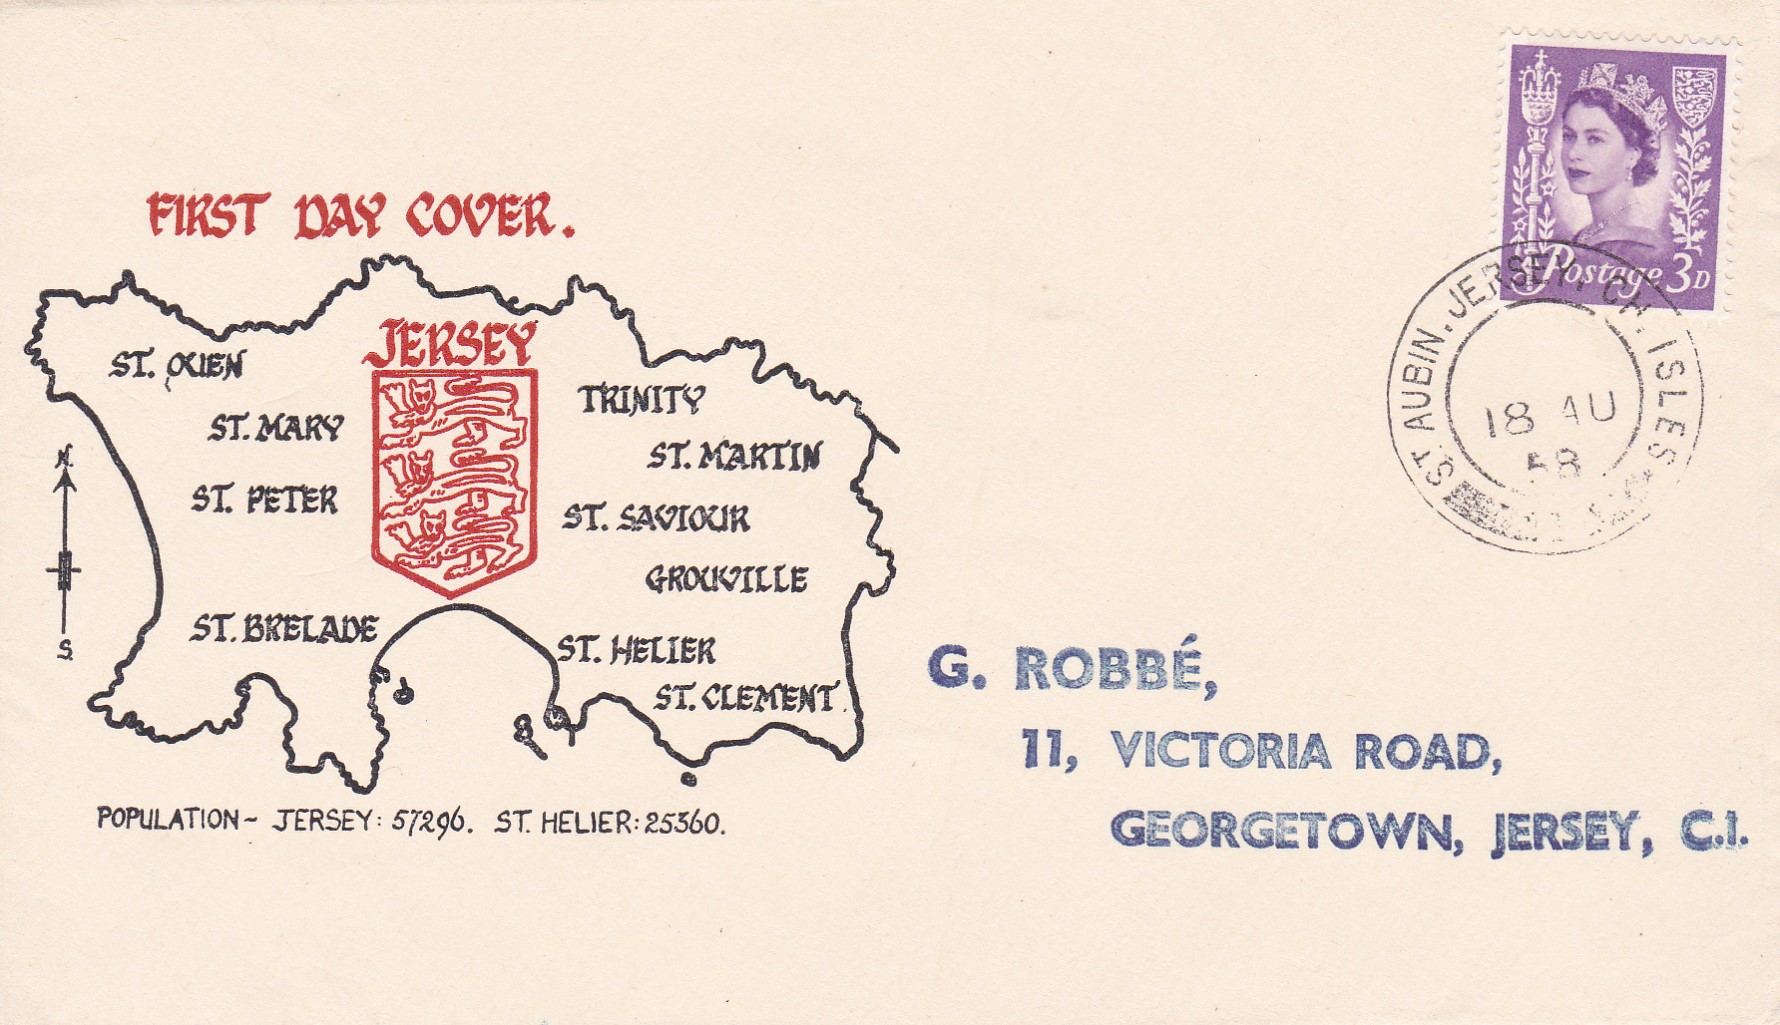 FIRST DAY COVER.
JERSEY
ST. OUEN
TRINITY
ST. MARY
ST. MARTIN
ST. PETER
ST. SAVIOUR
GROUVILLE
ST. BRELADE
ST. HELIER
ST. CLEMENT.
N.
S.
POPULATION - JERSEY: 57296. ST. HELIER: 25360.
Postage 3D
ST. AUBIN. JERSEY. CH. ISLES
18 AU
58
G. ROBBÉ,
11, VICTORIA ROAD,
GEORGETOWN, JERSEY, C.I.